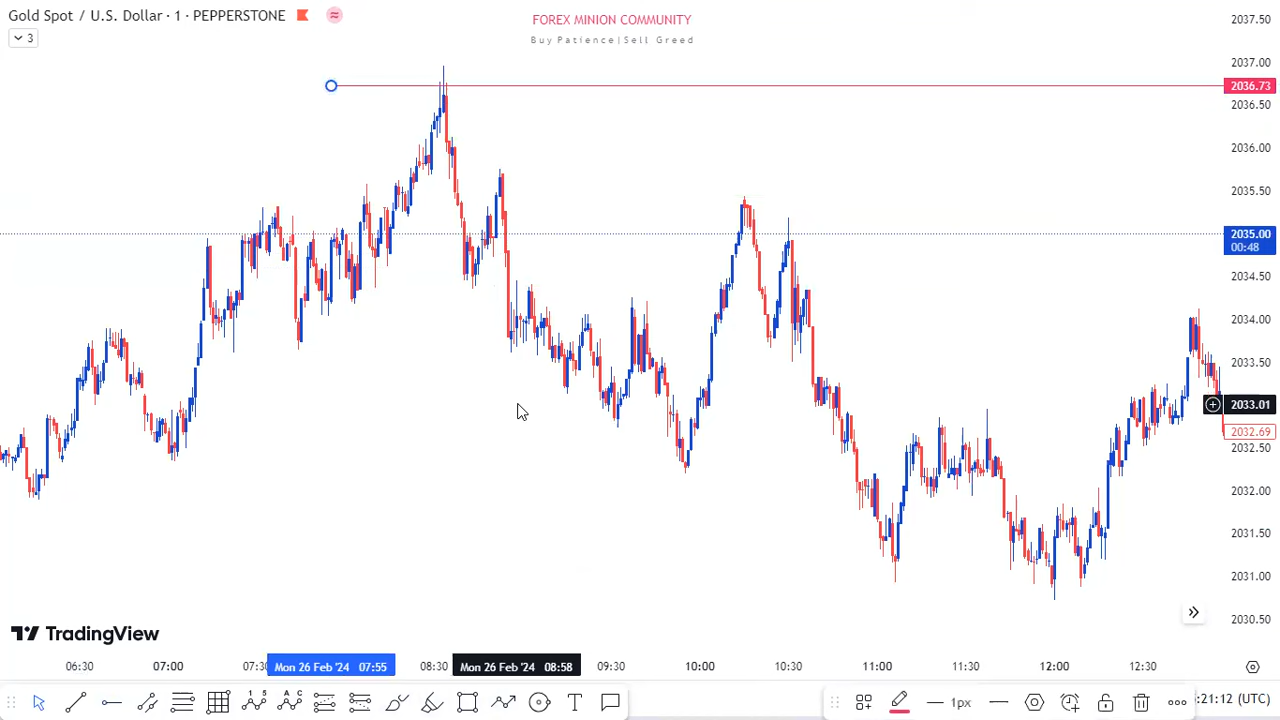 Gold Spot / U.S. Dollar · 1 · PEPPERSTONE
3
FOREX MINION COMMUNITY
Buy Patience|Sell Greed
2037.50
2037.00
2036.73
2036.50
2036.00
2035.50
2035.00
00:48
2034.50
2034.00
2033.50
2033.01
2032.69
2032.50
2032.00
2031.50
2031.00
2030.50
TradingView
06:30 07:00 07:30 Mon 26 Feb '24 07:55 08:30 Mon 26 Feb '24 08:58 09:30 10:00 10:30 11:00 11:30 12:00 12:30
1px
:21:12 (UTC)